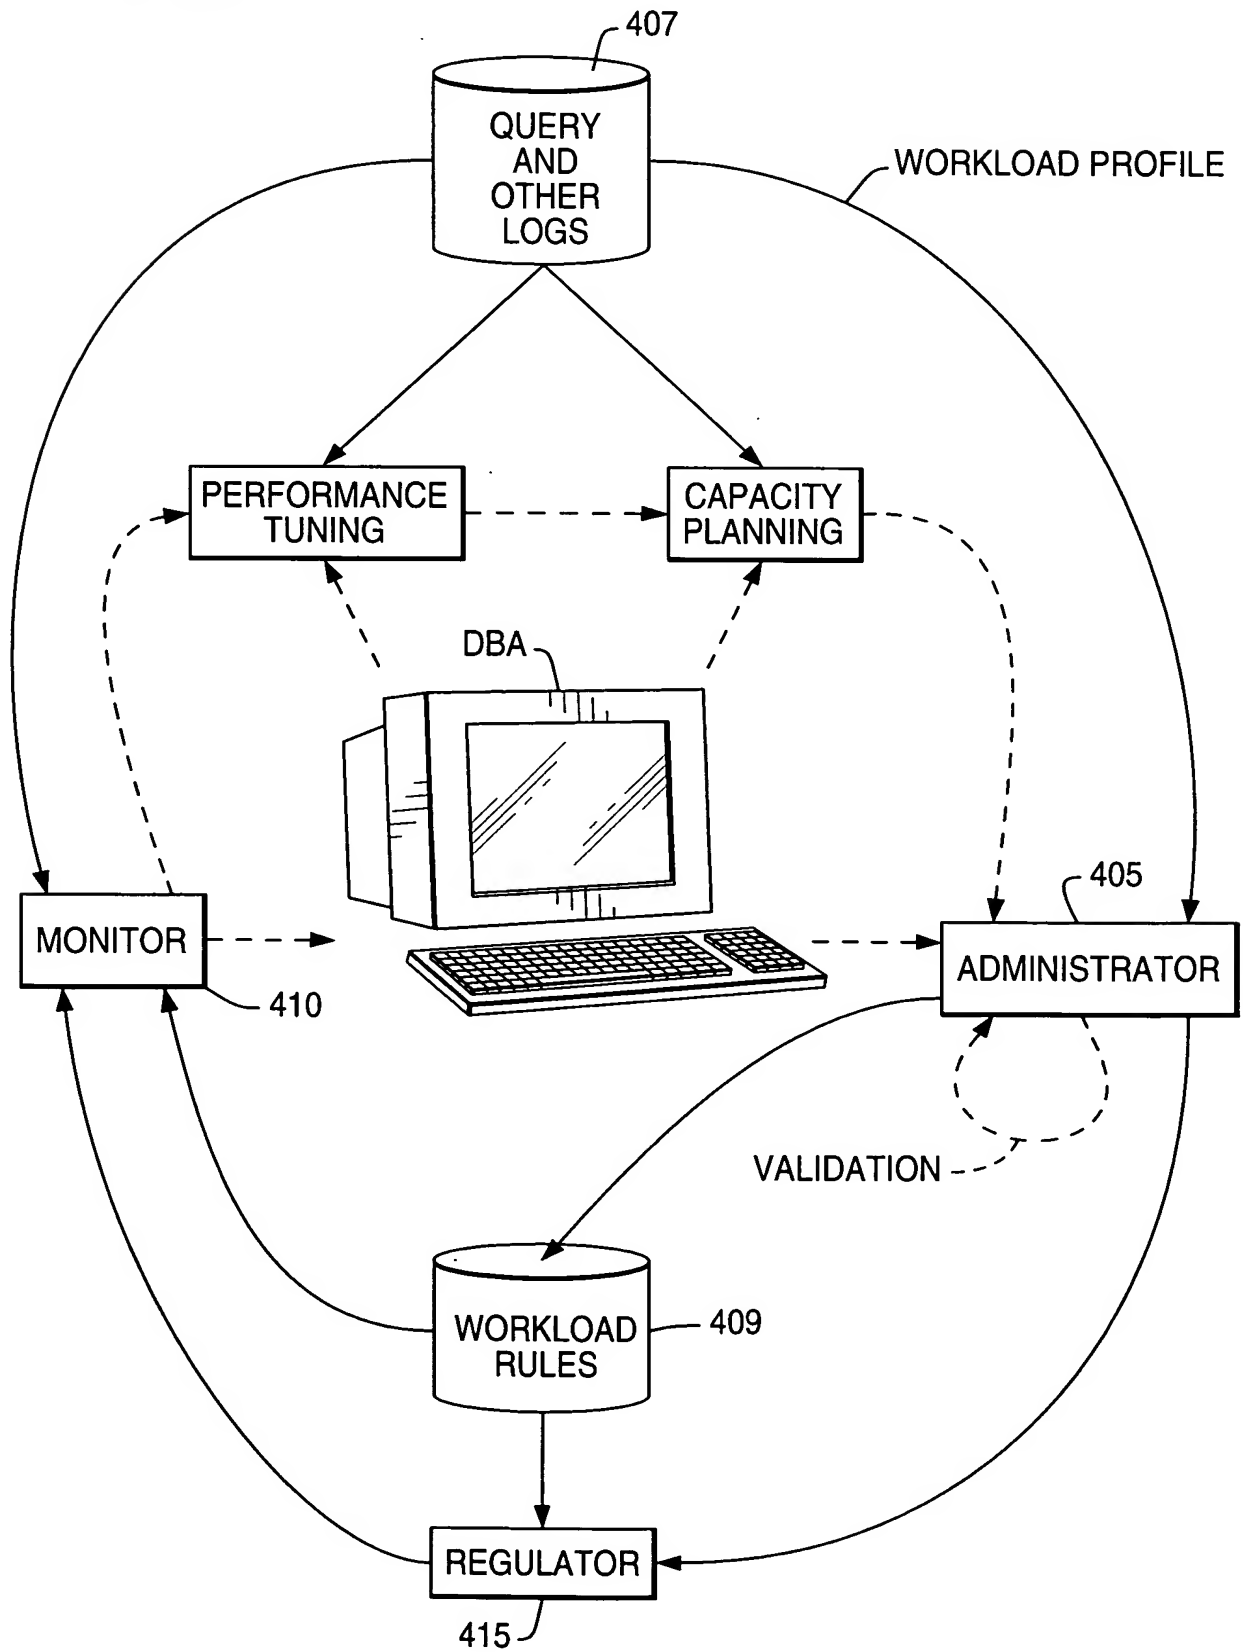 407
QUERY
AND
OTHER
LOGS
WORKLOAD PROFILE
PERFORMANCE
TUNING
CAPACITY
PLANNING
DBA
405
MONITOR
ADMINISTRATOR
410
VALIDATION
WORKLOAD
RULES
409
REGULATOR
415